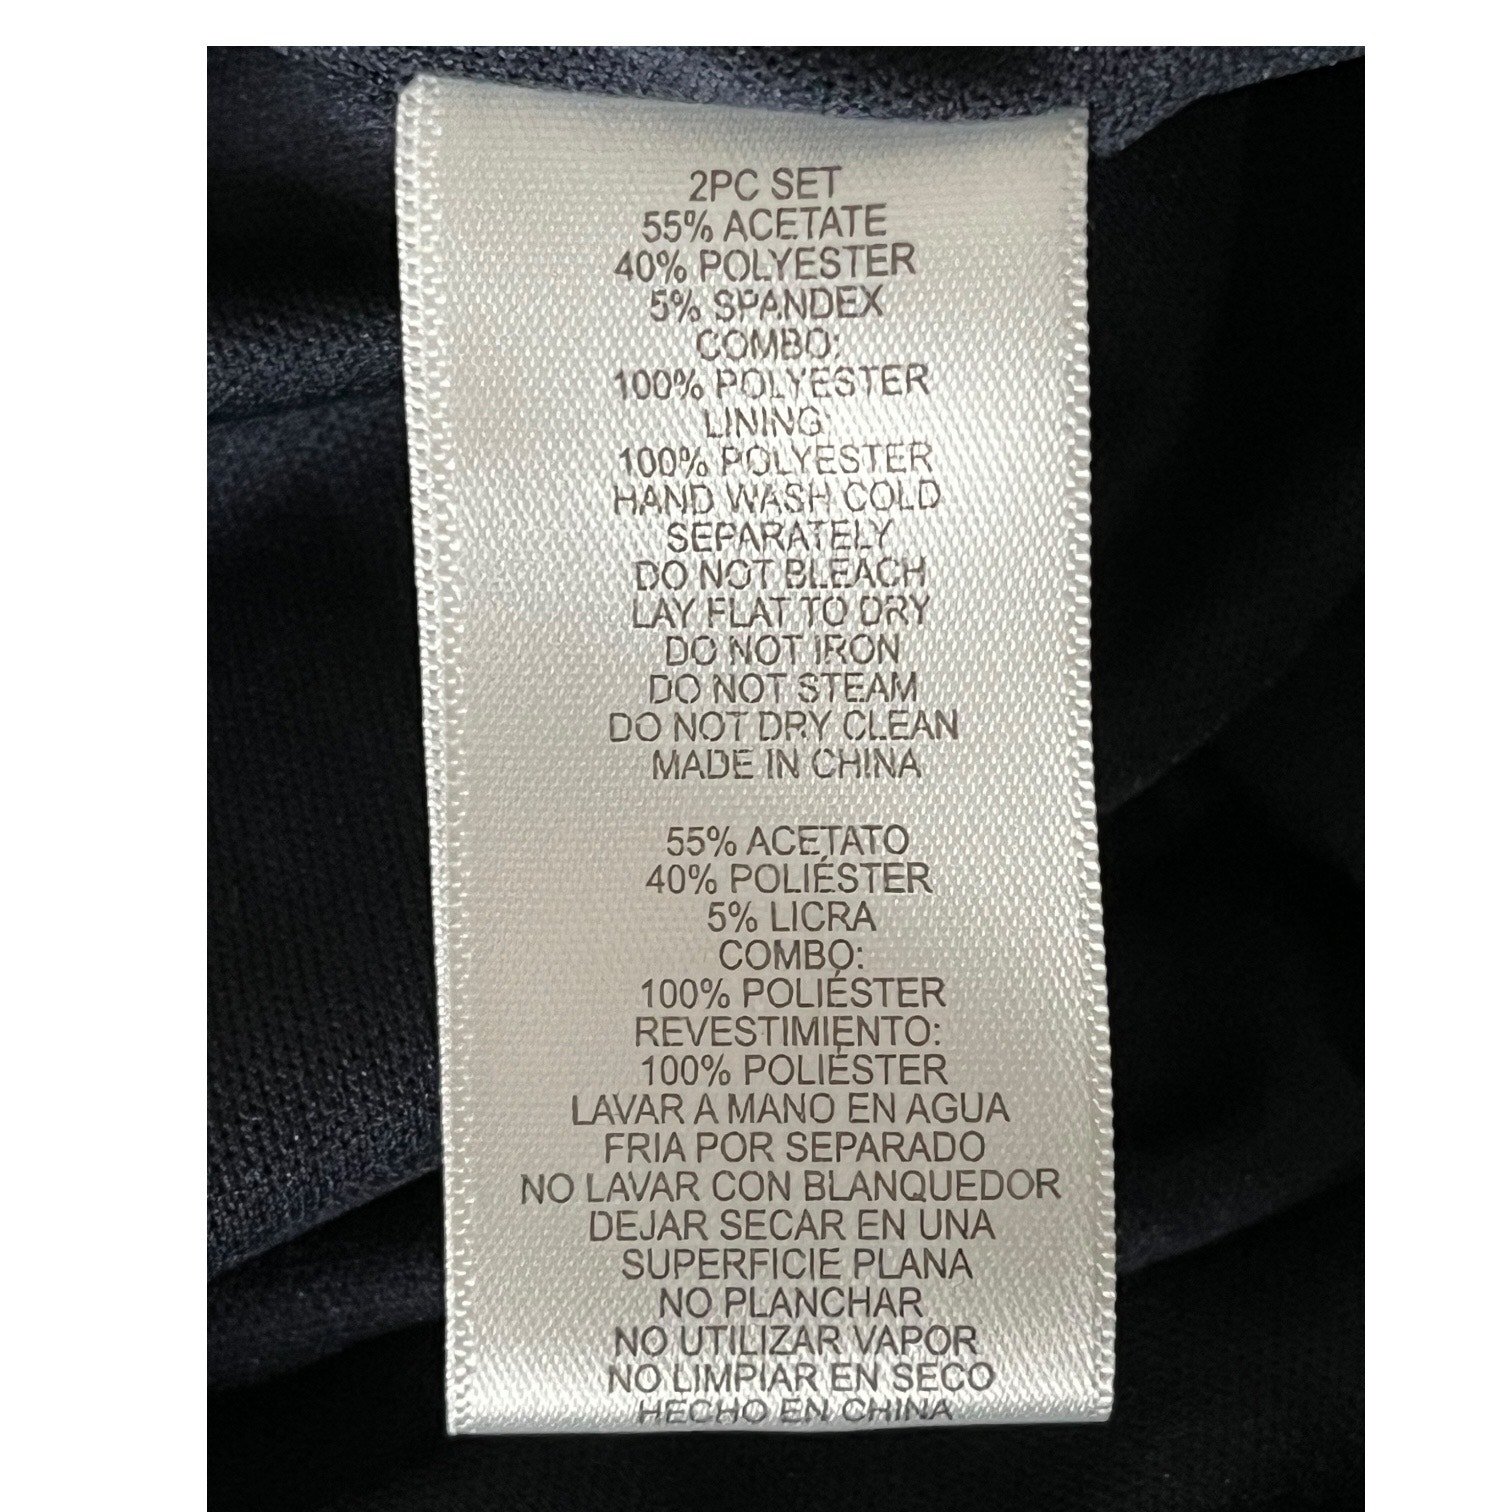 2PC SET
55% ACETATE
40% POLYESTER
5% SPANDEX
COMBO:
100% POLYESTER
LINING:
100% POLYESTER
HAND WASH COLD
SEPARATELY
DO NOT BLEACH
LAY FLAT TO DRY
DO NOT IRON
DO NOT STEAM
DO NOT DRY CLEAN
MADE IN CHINA
55% ACETATO
40% POLIÉSTER
5% LICRA
COMBO:
100% POLIÉSTER
REVESTIMIENTO:
100% POLIÉSTER
LAVAR A MANO EN AGUA
FRIA POR SEPARADO
NO LAVAR CON BLANQUEDOR
DEJAR SECAR EN UNA
SUPERFICIE PLANA
NO PLANCHAR
NO UTILIZAR VAPOR
NO LIMPIAR EN SECO
HECHO EN CHINA